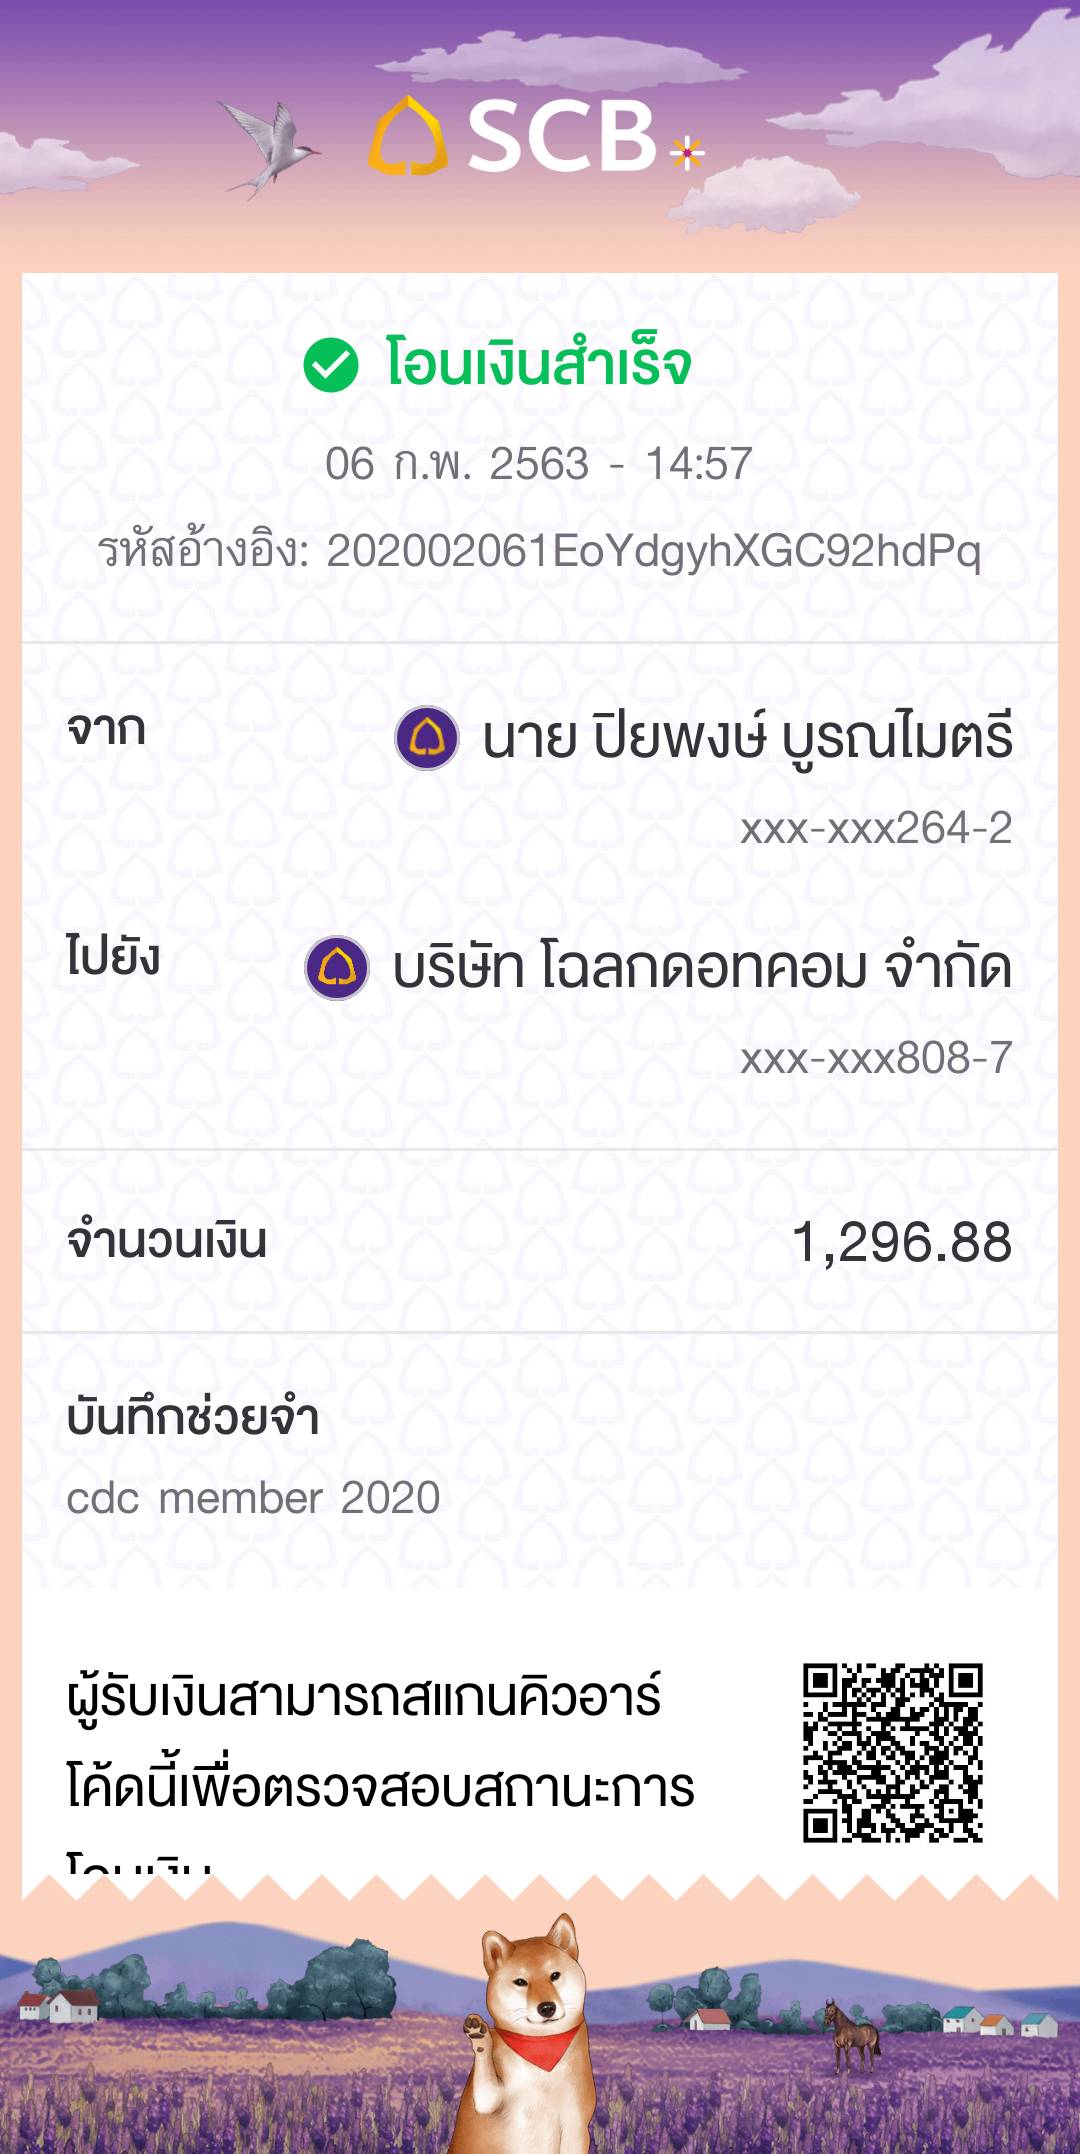 SCB
โอนเงินสำเร็จ
06 ก.พ. 2563 - 14:57
รหัสอ้างอิง: 202002061EoYdgyhXGC92hdPq
จาก
นาย ปิยพงษ์ บูรณไมตรี
xxx-xxx264-2
ไปยัง
บริษัท โฉลกดอทคอม จำกัด
xxx-xxx808-7
จำนวนเงิน
1,296.88
บันทึกช่วยจำ
cdc member 2020
ผู้รับเงินสามารถสแกนคิวอาร์
โค้ดนี้เพื่อตรวจสอบสถานะการ
โอนเงิน